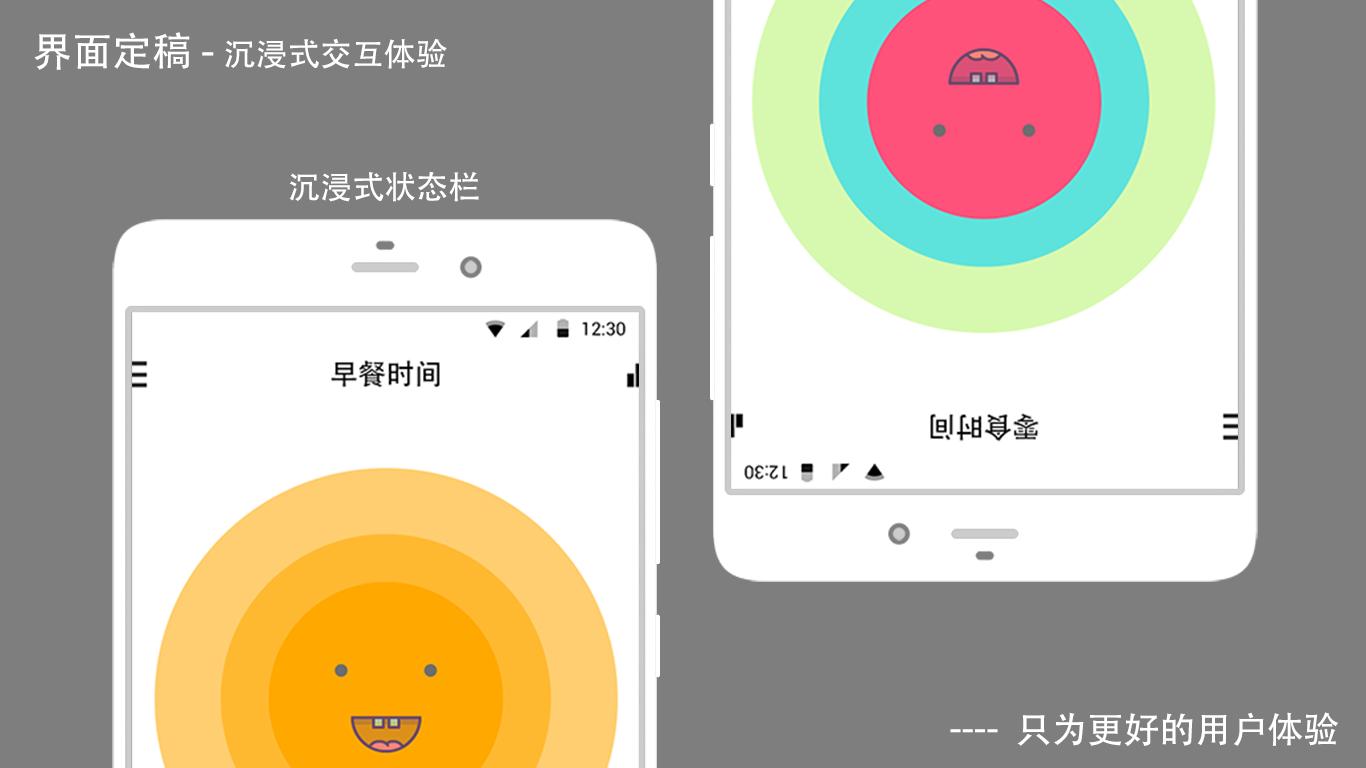 界面定稿 - 沉浸式交互体验
沉浸式状态栏
12:30
早餐时间
零食时间
12:30
---- 只为更好的用户体验